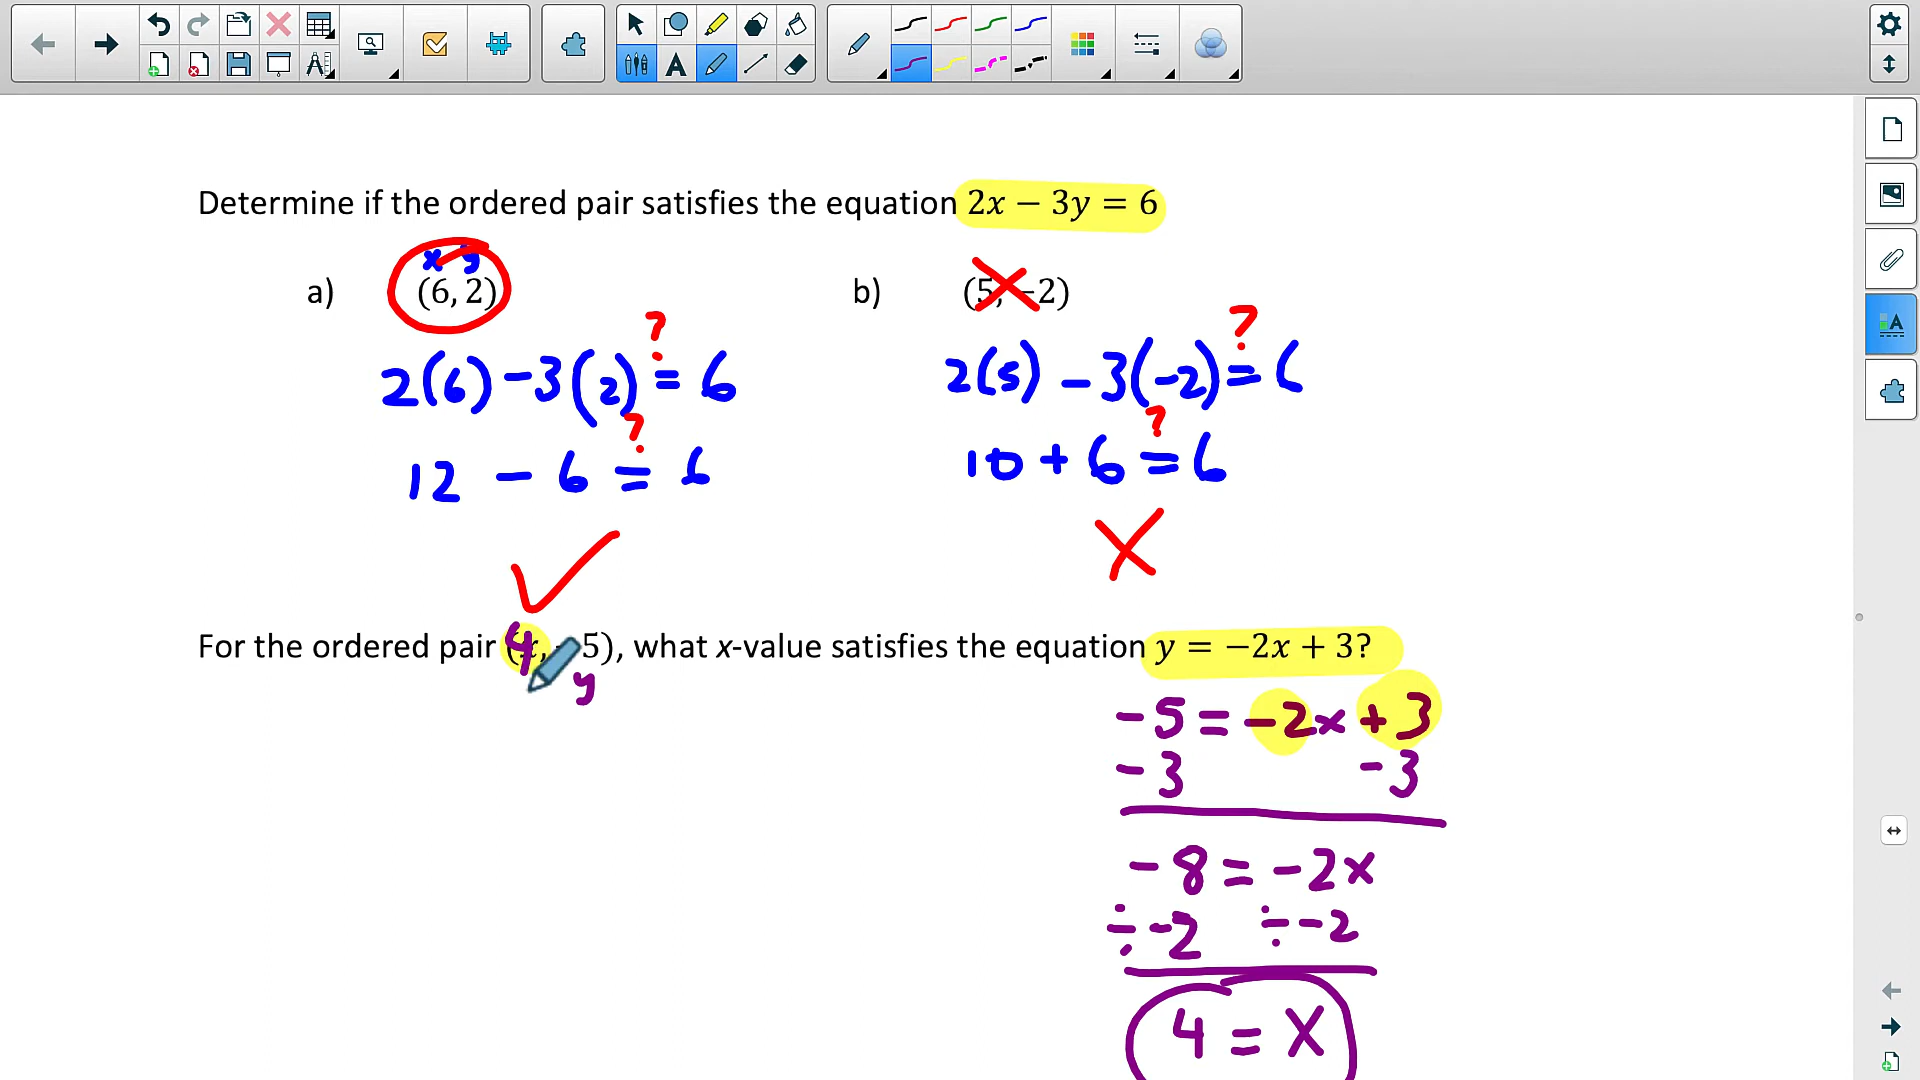 Determine if the ordered pair satisfies the equation 2x − 3y = 6
x y
a) (6, 2) b) (5, −2)
? ?
2(6) − 3(2) = 6 2(5) − 3(−2) = 6
? ?
12 − 6 = 6 10 + 6 = 6
4
For the ordered pair (x, 5), what x-value satisfies the equation y = −2x + 3?
y
−5 = −2x + 3
−3 −3
−8 = −2x
÷−2 ÷−2
4 = x